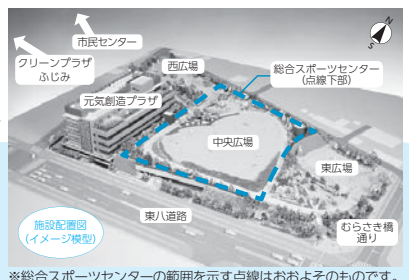 市民センター
クリーンプラザ
ふじみ
西広場
総合スポーツセンター
(点線下部)
元気創造プラザ
中央広場
東広場
東八道路
むらさき橋
通り
施設配置図
(イメージ模型)
N
S
※総合スポーツセンターの範囲を示す点線はおおよそのものです。